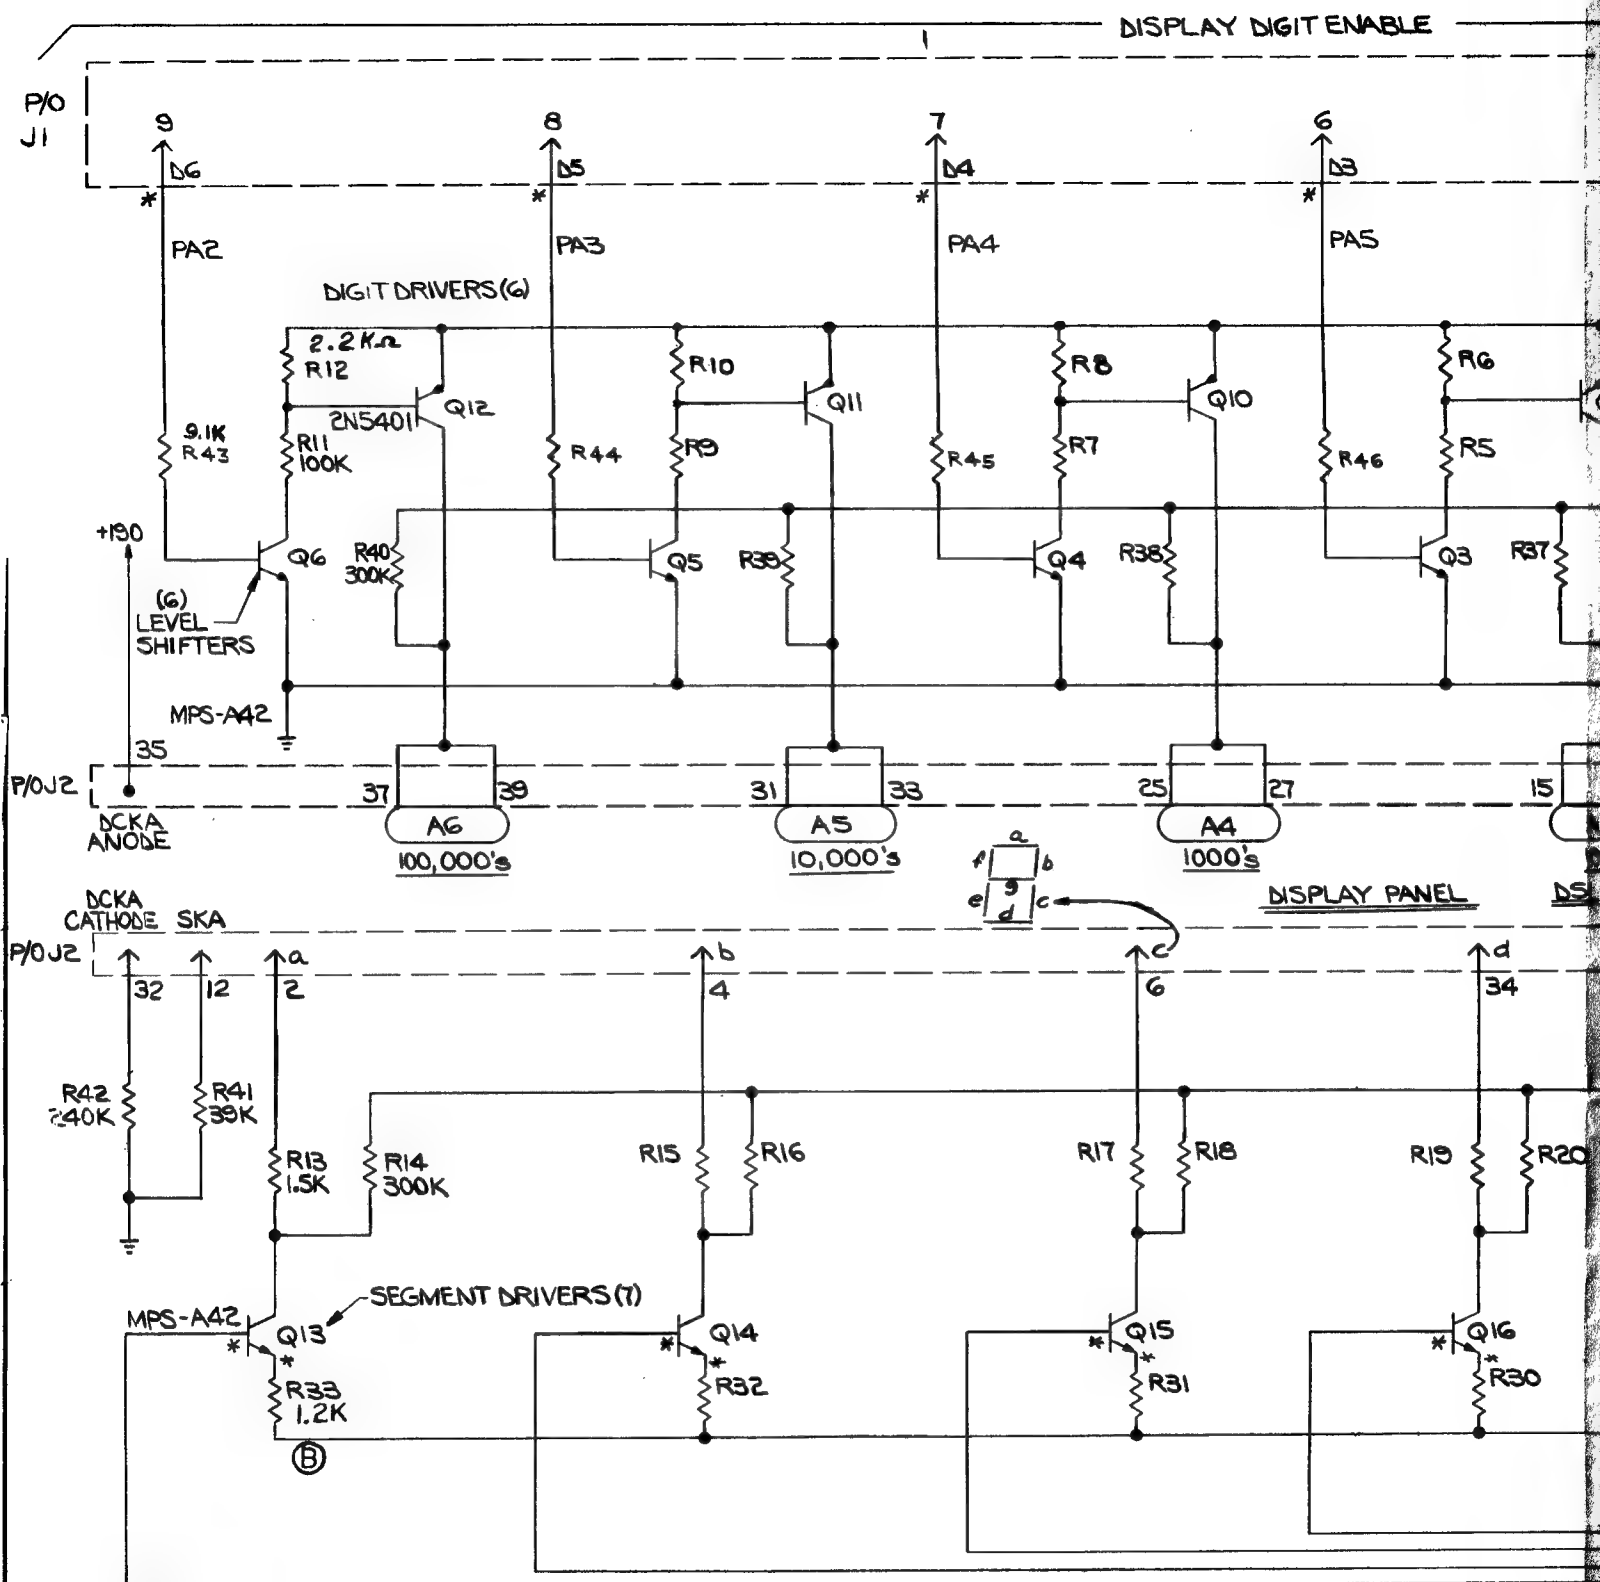 DISPLAY DIGIT ENABLE
P/O
J1
9
8
7
6
D6
D5
D4
D3
*
*
*
*
PA2
PA3
PA4
PA5
DIGIT DRIVERS (6)
2.2KΩ
R12
R10
R8
R6
2N5401
Q12
Q11
Q10
9.1K
R43
R11
100K
R44
R9
R45
R7
R46
R5
+190
Q6
R40
300K
Q5
R39
Q4
R38
Q3
R37
(6)
LEVEL
SHIFTERS
MPS-A42
35
P/O J2
37
39
31
33
25
27
15
DCKA
ANODE
A6
A5
A4
100,000's
10,000's
1000's
a
f
b
g
e
c
d
DISPLAY PANEL
DS
DCKA
CATHODE
SKA
P/O J2
a
b
c
d
32
12
2
4
6
34
R42
R41
39K
R13
1.5K
R14
300K
R15
R16
R17
R18
R19
R20
SEGMENT DRIVERS (7)
MPS-A42
Q13
Q14
Q15
Q16
*
*
*
*
*
*
*
*
R33
1.2K
R32
R31
R30
B